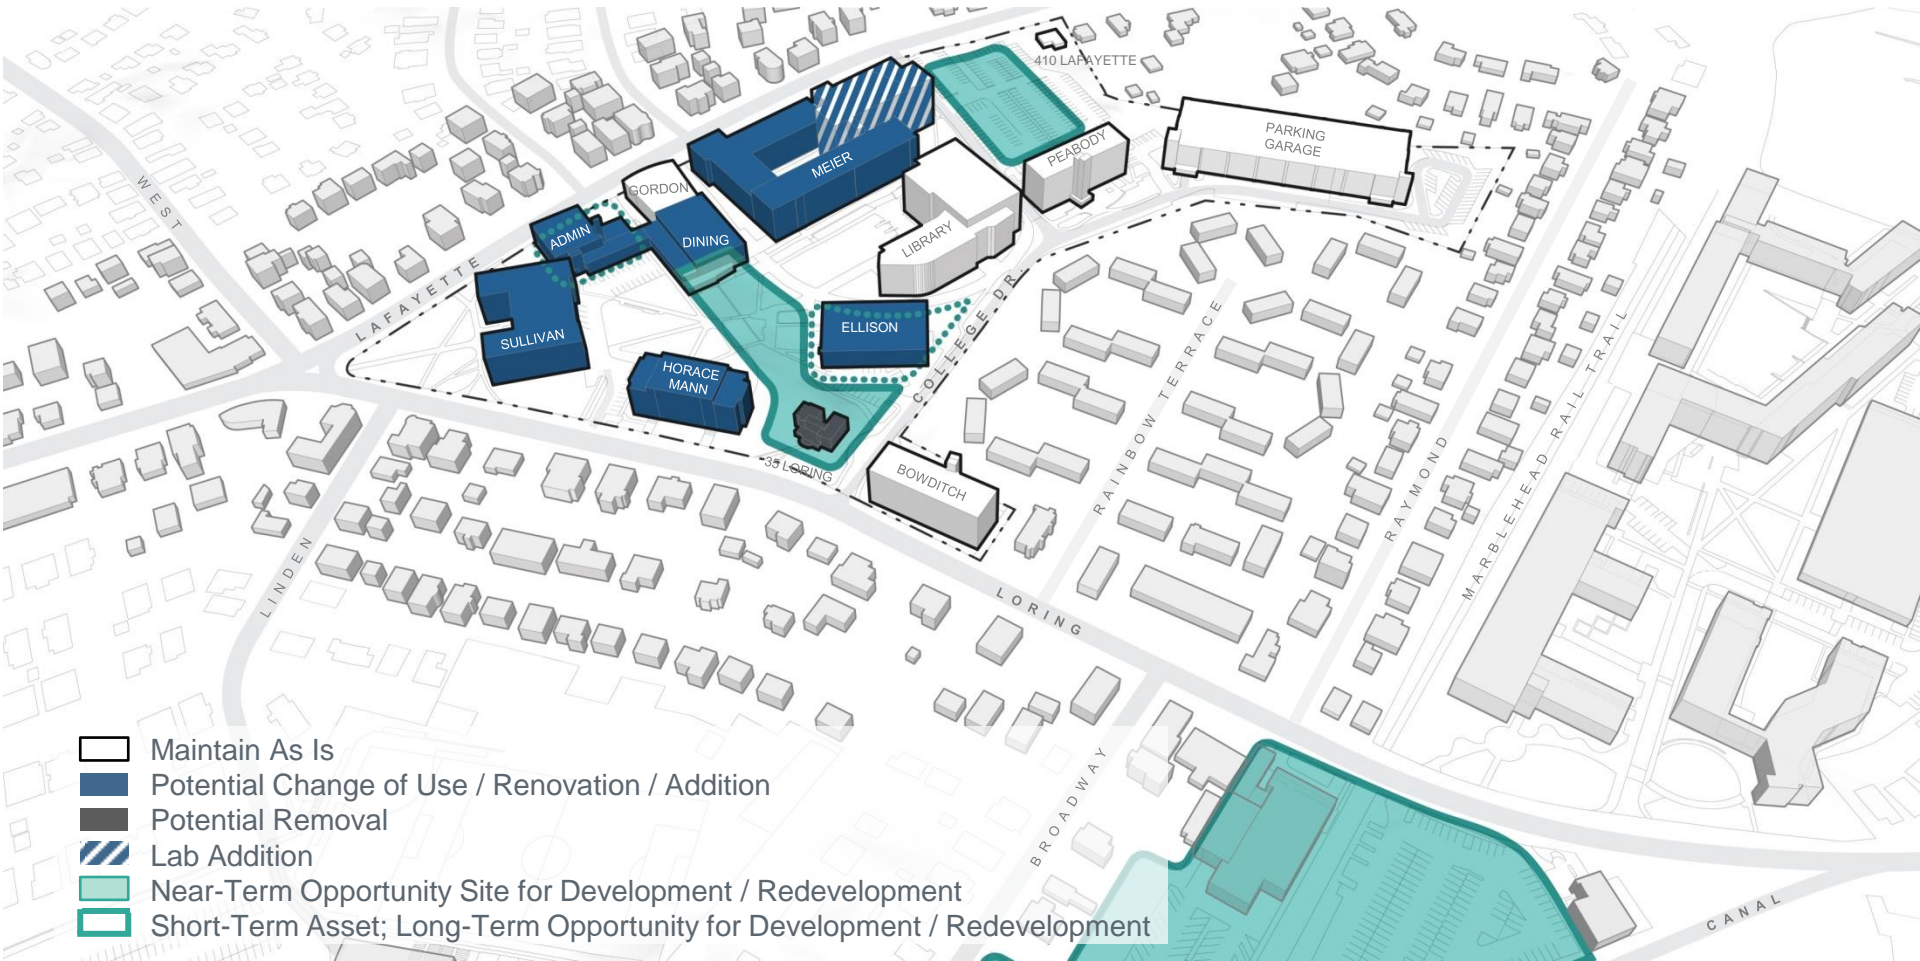 410 LAFAYETTE
PARKING
GARAGE
PEABODY
MEIER
GORDON
WEST
ADMIN
DINING
LIBRARY
LAFAYETTE
SULLIVAN
ELLISON
COLLEGE DR.
HORACE
MANN
RAINBOW TERRACE
35 LORING
BOWDITCH
RAYMOND
MARBLEHEAD RAIL TRAIL
LINDEN
LORING
BROADWAY
CANAL
Maintain As Is
Potential Change of Use / Renovation / Addition
Potential Removal
Lab Addition
Near-Term Opportunity Site for Development / Redevelopment
Short-Term Asset; Long-Term Opportunity for Development / Redevelopment